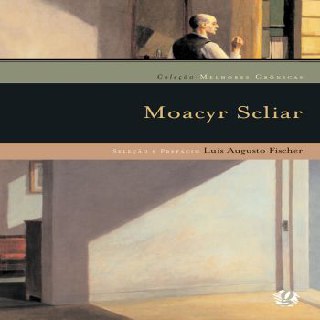 Coleção Melhores Crônicas
Moacyr Scliar
Seleção e Prefácio Luís Augusto Fischer